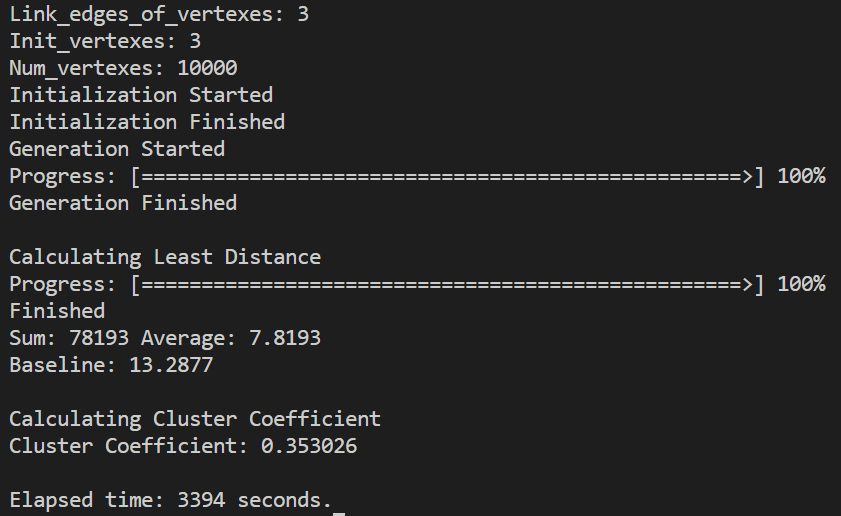 Link_edges_of_vertexes: 3
Init_vertexes: 3
Num_vertexes: 10000
Initialization Started
Initialization Finished
Generation Started
Progress: [==================================================>] 100%
Generation Finished
Calculating Least Distance
Progress: [==================================================>] 100%
Finished
Sum: 78193 Average: 7.8193
Baseline: 13.2877
Calculating Cluster Coefficient
Cluster Coefficient: 0.353026
Elapsed time: 3394 seconds.